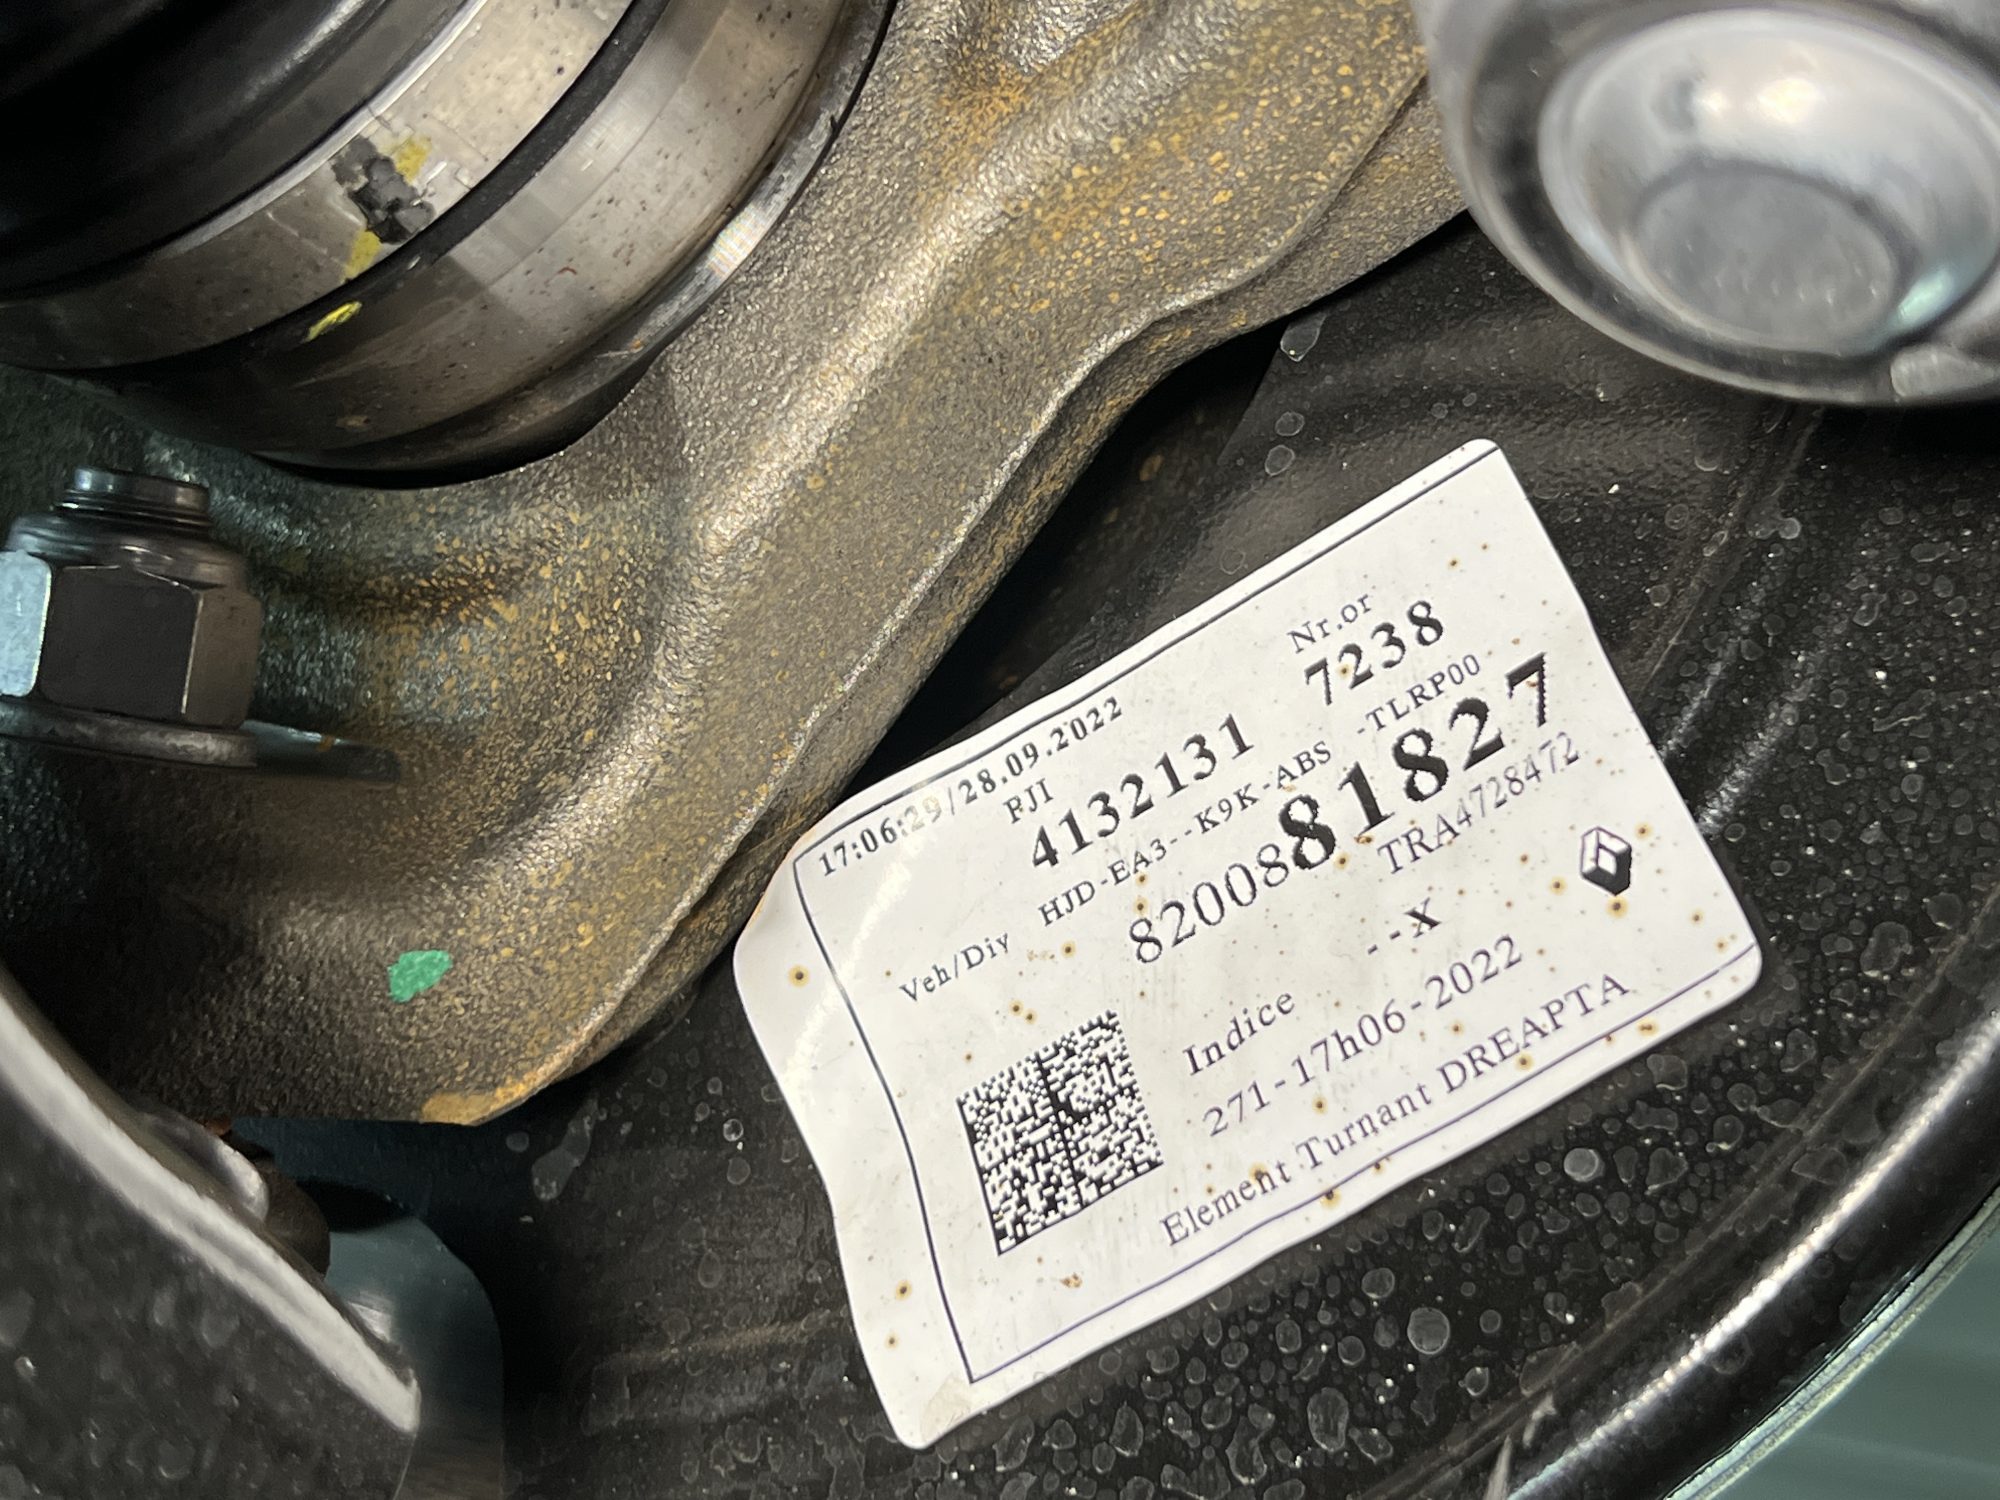 17:06:29/28.09.2022
PJI Nr.or
4132131 7238
Veh/Div HJD-EA3--K9K-ABS -TLRP00
8200881827
TRA4728472
Indice --X
271-17h06-2022
Element Turnant DREAPTA